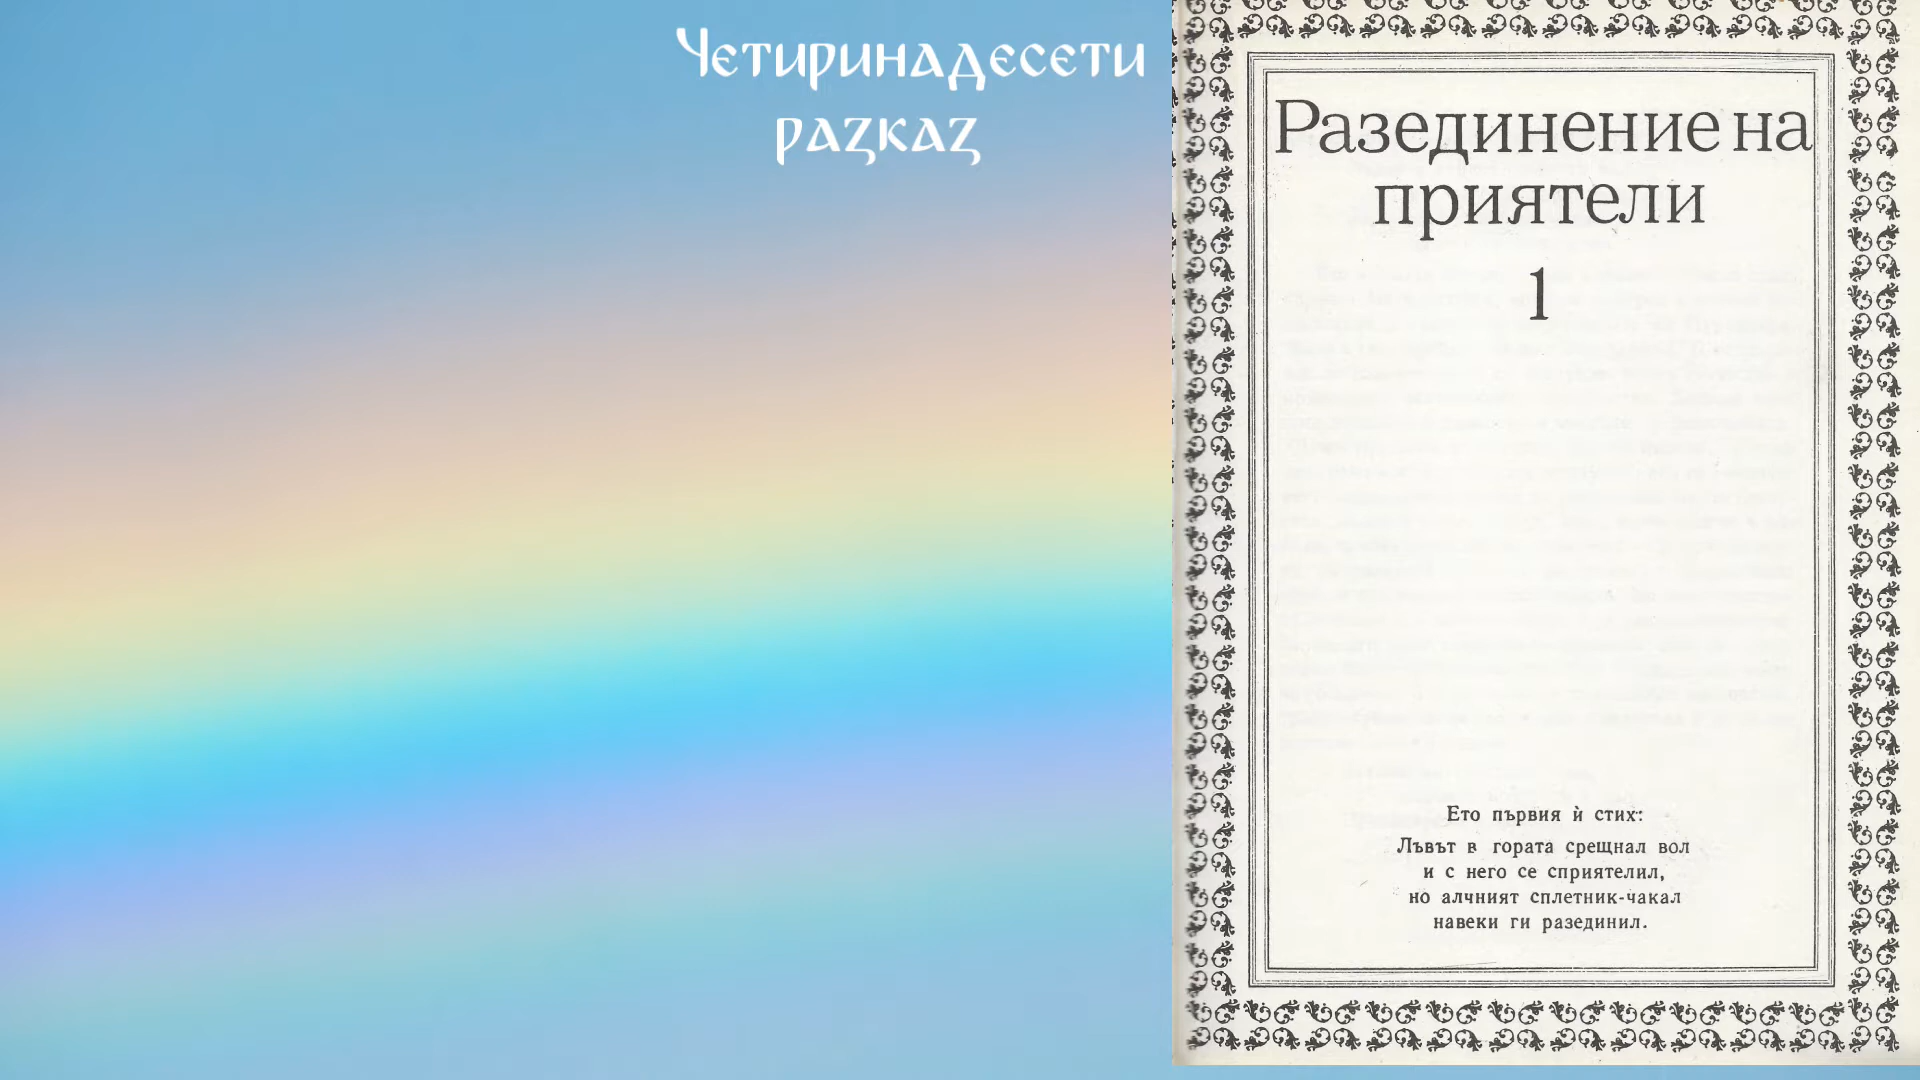 Четиринадесети
разказ
Разединение на
приятели
1
Ето първия ѝ стих:
Лъвът в гората срещнал вол
и с него се сприятелил,
но алчният сплетник-чакал
навеки ги разединил.